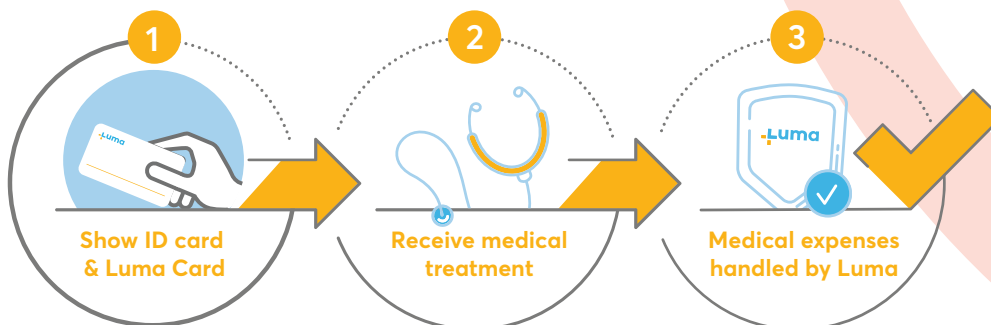 1
Luma
Show ID card
& Luma Card
2
Receive medical
treatment
3
Luma
Medical expenses
handled by Luma